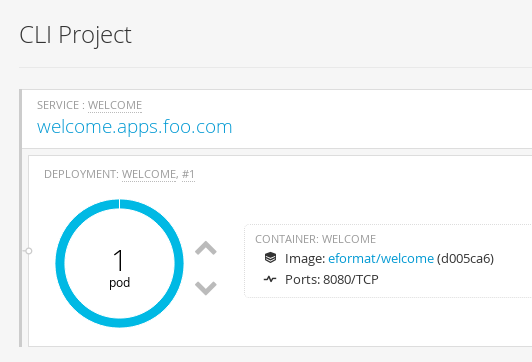 CLI Project
SERVICE : WELCOME
welcome.apps.foo.com
DEPLOYMENT: WELCOME, #1
1
pod
CONTAINER: WELCOME
Image: eformat/welcome (d005ca6)
Ports: 8080/TCP